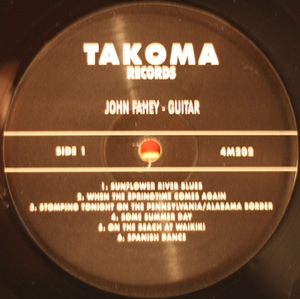 TAKOMA
RECORDS
JOHN FAHEY - GUITAR
SIDE 1
4M202
1: SUNFLOWER RIVER BLUES
2: WHEN THE SPRINGTIME COMES AGAIN
3: STOMPING TONIGHT ON THE PENNSYLVANIA/ALABAMA BORDER
4: SOME SUMMER DAY
5: ON THE BEACH AT WAIKIKI
6: SPANISH DANCE